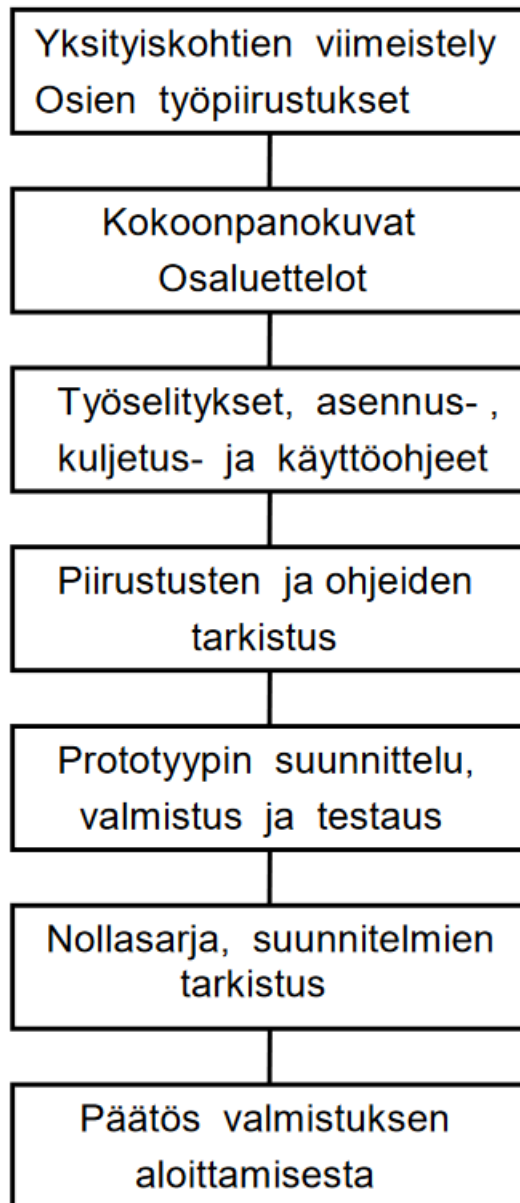 Yksityiskohtien viimeistely
Osien työpiirustukset
Kokoonpanokuvat
Osaluettelot
Työselitykset, asennus- ,
kuljetus- ja käyttöohjeet
Piirustusten ja ohjeiden
tarkistus
Prototyypin suunnittelu,
valmistus ja testaus
Nollasarja, suunnitelmien
tarkistus
Päätös valmistuksen
aloittamisesta